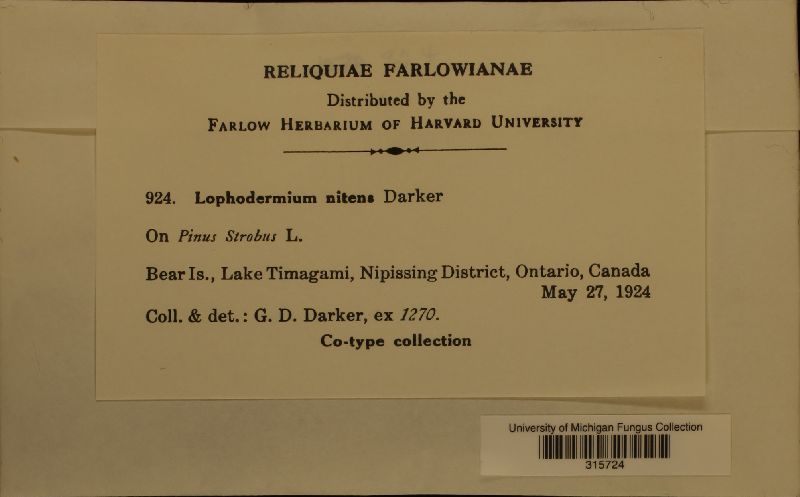 RELIQUIAE FARLOWIANAE
Distributed by the
FARLOW HERBARIUM OF HARVARD UNIVERSITY
924. Lophodermium nitens Darker
On Pinus Strobus L.
Bear Is., Lake Timagami, Nipissing District, Ontario, Canada
May 27, 1924
Coll. & det.: G. D. Darker, ex 1270.
Co-type collection
University of Michigan Fungus Collection
315724